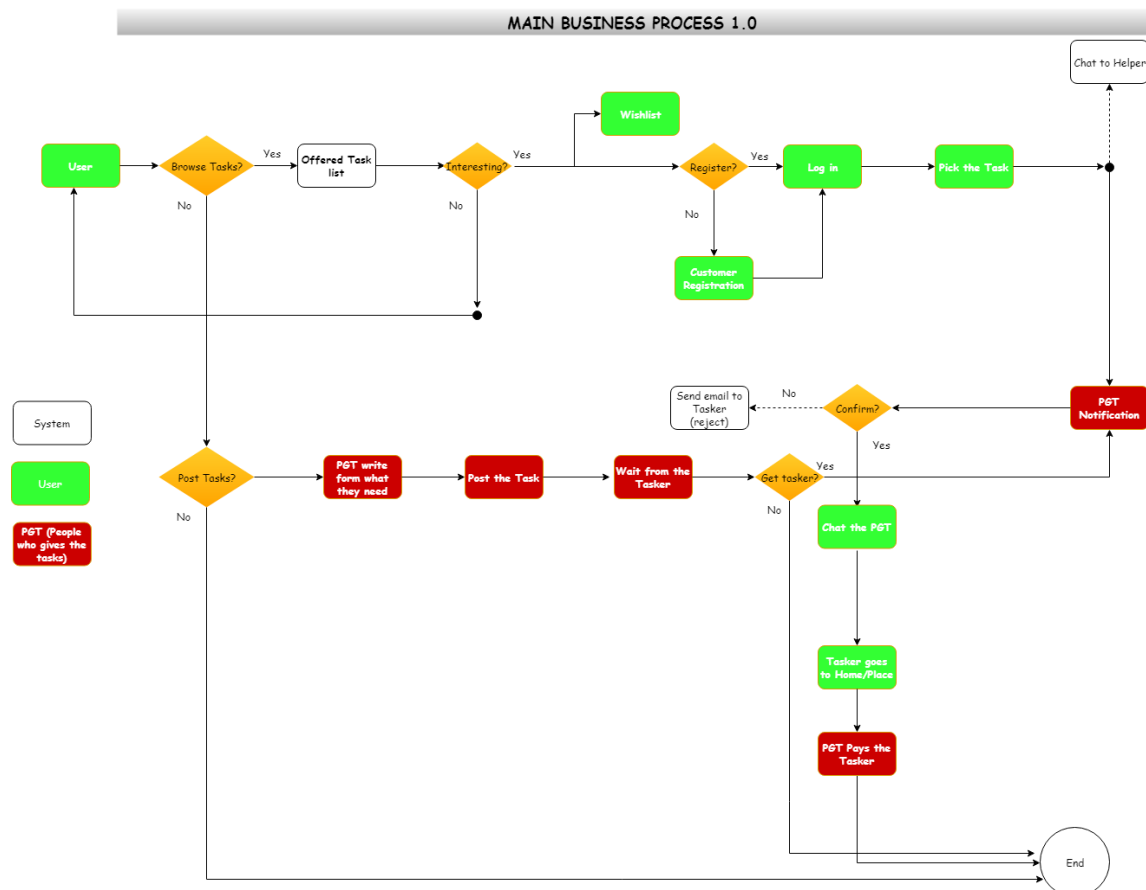 MAIN BUSINESS PROCESS 1.0
Chat to Helper
Wishlist
User
Browse Tasks?
Yes
Offered Task
list
Interesting?
Yes
Register?
Yes
Log in
Pick the Task
No
No
No
Customer
Registration
System
User
PGT (People
who gives the
tasks)
Send email to
Tasker
(reject)
No
Confirm?
Yes
PGT
Notification
Post Tasks?
No
PGT write
form what
they need
Post the Task
Wait from the
Tasker
Get tasker?
Yes
No
Chat the PGT
Tasker goes
to Home/Place
PGT Pays the
Tasker
End